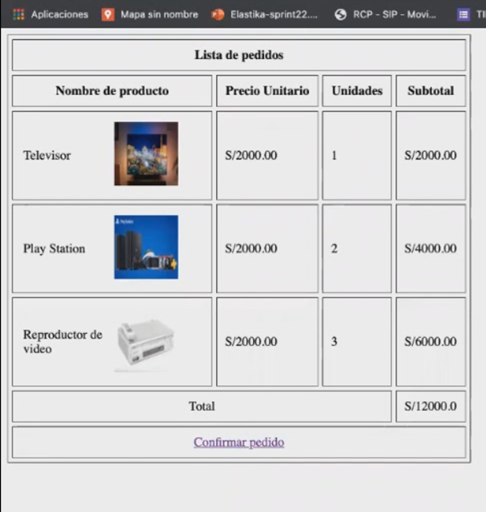 Aplicaciones Mapa sin nombre Elastika-sprint22.... RCP - SIP - Movi... TI
Lista de pedidos
Nombre de producto Precio Unitario Unidades Subtotal
Televisor S/2000.00 1 S/2000.00
Play Station S/2000.00 2 S/4000.00
Reproductor de
video S/2000.00 3 S/6000.00
Total S/12000.0
Confirmar pedido